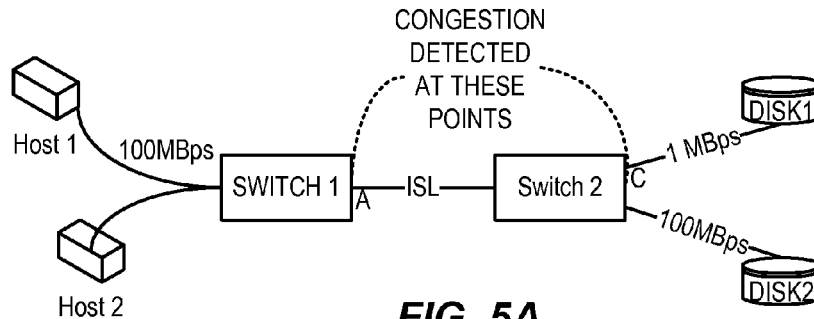 CONGESTION
DETECTED
AT THESE
POINTS
Host 1
100MBps
SWITCH 1
A
ISL
Switch 2
C
1 MBps
DISK1
100MBps
DISK2
Host 2
FIG. 5A